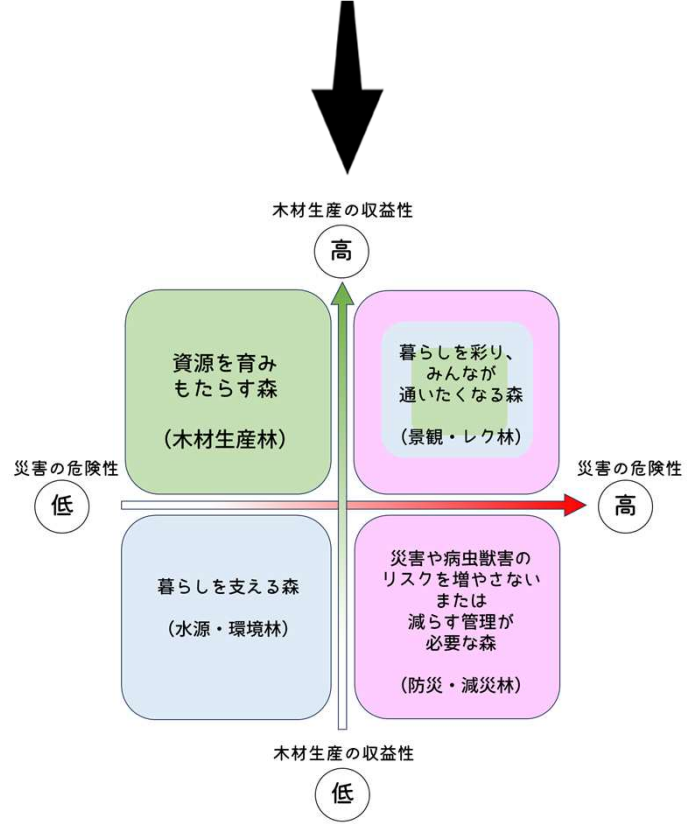 木材生産の収益性
高
資源を育み
もたらす森
（木材生産林）
暮らしを彩り、
みんなが
通いたくなる森
（景観・レク林）
災害の危険性
低
災害の危険性
高
暮らしを支える森
（水源・環境林）
災害や病虫獣害の
リスクを増やさない
または
減らす管理が
必要な森
（防災・減災林）
木材生産の収益性
低